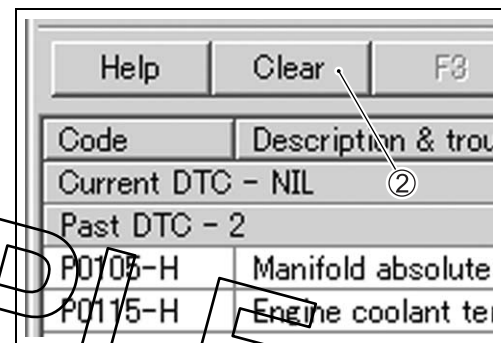 Help Clear F3
Code Description & trou
Current DTC - NIL
②
Past DTC - 2
P0105-H Manifold absolute
P0115-H Engine coolant ter